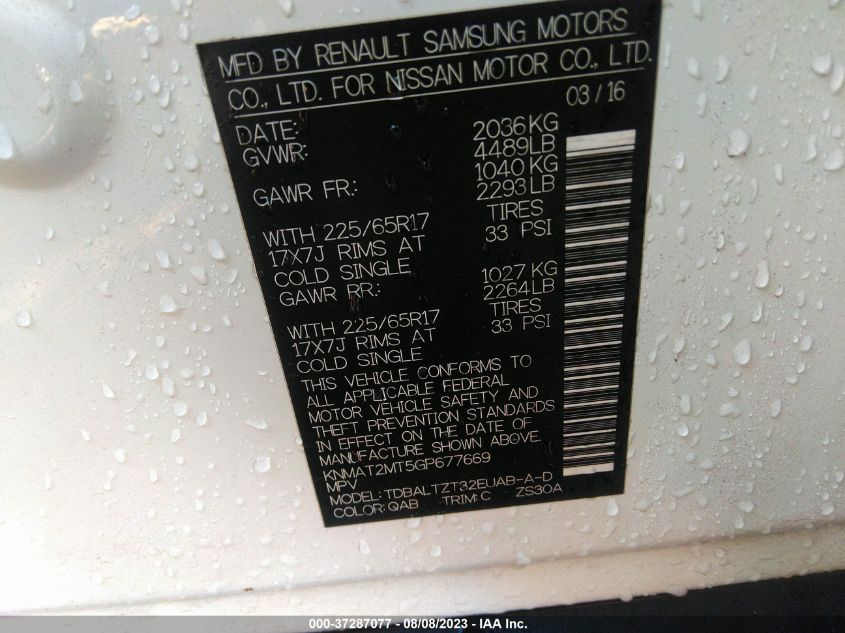 MFD BY RENAULT SAMSUNG MOTORS
CO., LTD. FOR NISSAN MOTOR CO., LTD.
03/16
DATE:
GVWR: 2036KG
4489LB
GAWR FR.: 1040 KG
2293LB
WITH 225/65R17 TIRES
17X7J RIMS AT 33 PSI
COLD SINGLE
GAWR RR.: 1027 KG
2264LB
WITH 225/65R17 TIRES
17X7J RIMS AT 33 PSI
COLD SINGLE
THIS VEHICLE CONFORMS TO
ALL APPLICABLE FEDERAL
MOTOR VEHICLE SAFETY AND
THEFT PREVENTION STANDARDS
IN EFFECT ON THE DATE OF
MANUFACTURE SHOWN ABOVE.
KNMAT2MT5GP677669
MPV
MODEL: TDBALTZT32EUAB-A-D
COLOR: QAB TRIM: C ZS30A
000-37287077 - 08/08/2023 - IAA Inc.